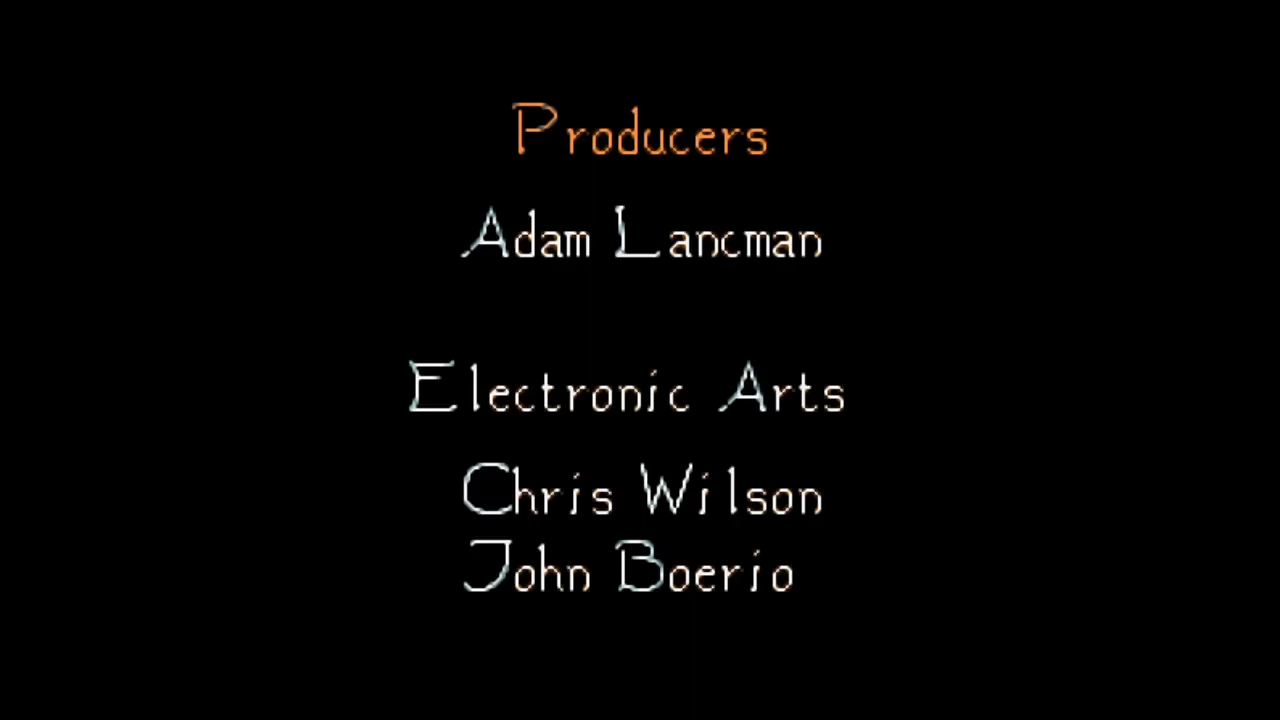 Producers
Adam Lancman
Electronic Arts
Chris Wilson
John Boerio